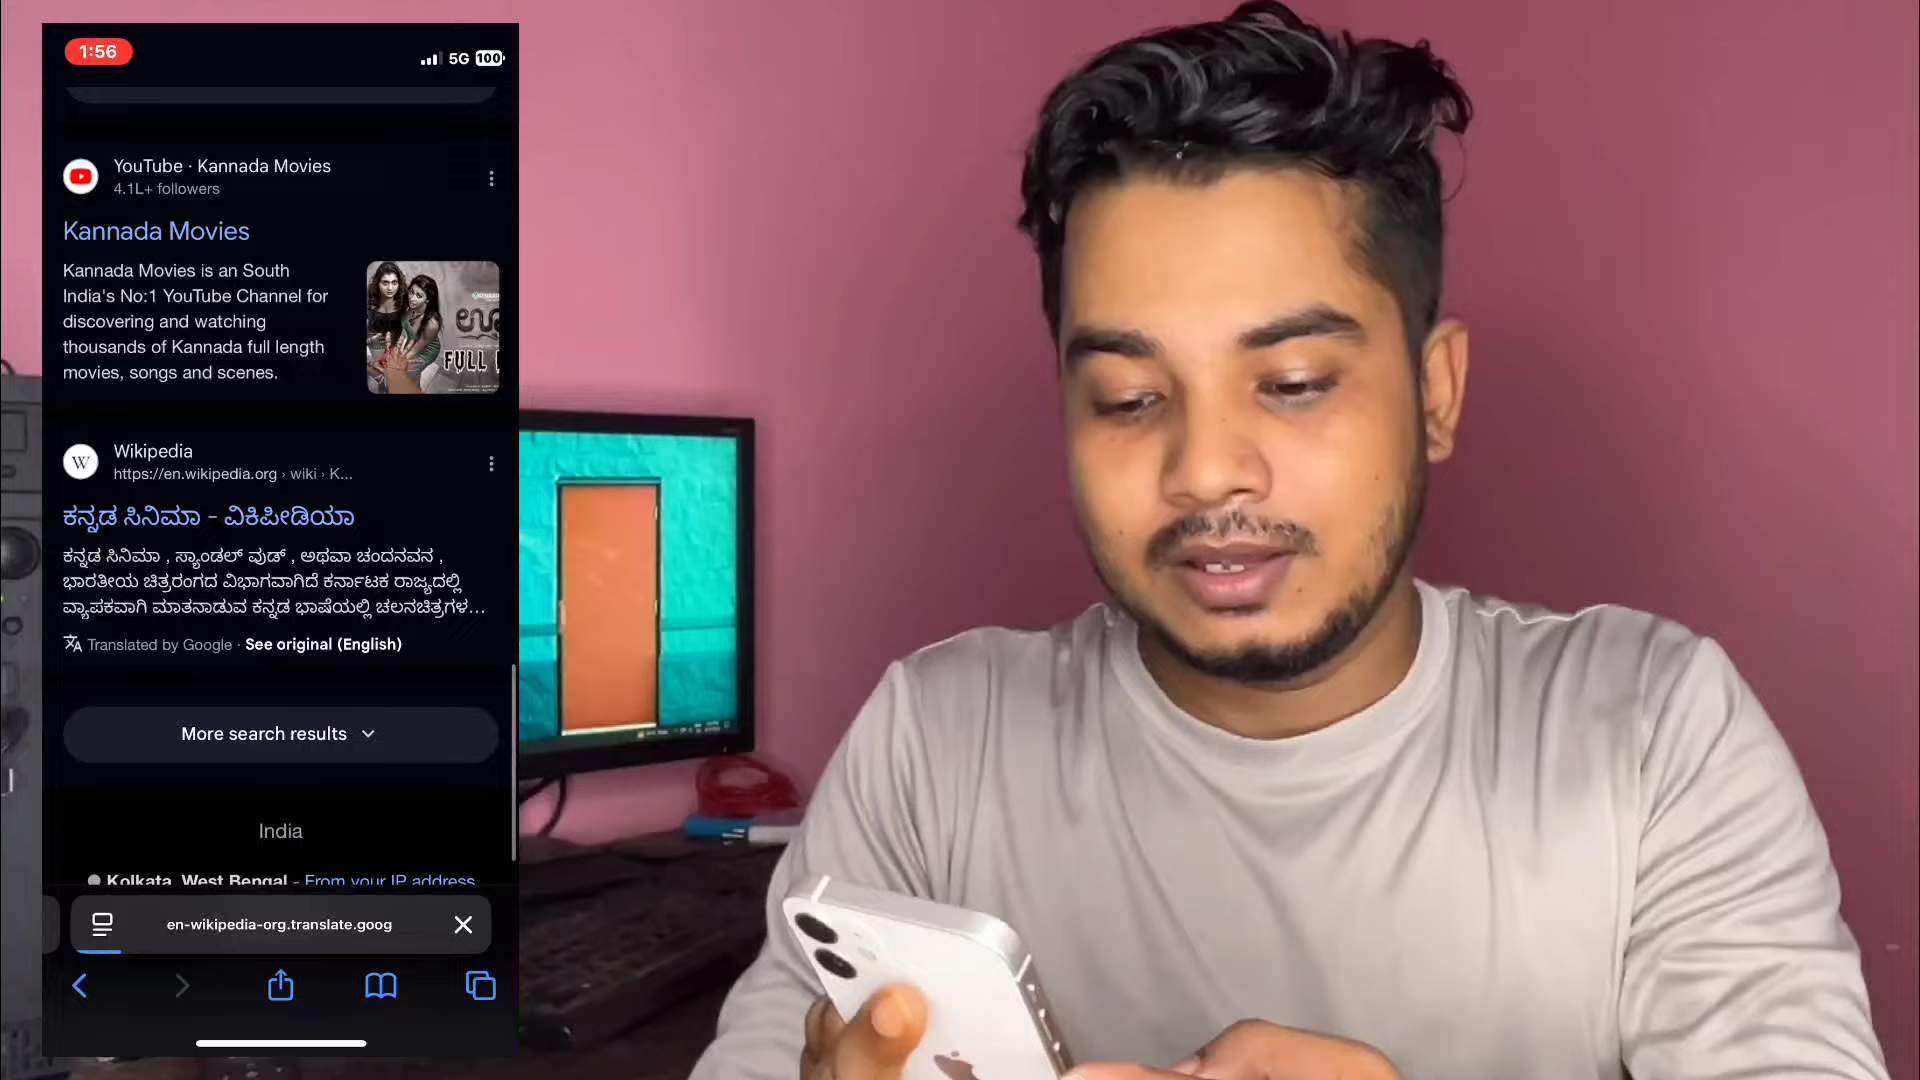 1:56
5G 100
YouTube · Kannada Movies
4.1L+ followers
Kannada Movies
Kannada Movies is an South
India's No:1 YouTube Channel for
discovering and watching
thousands of Kannada full length
movies, songs and scenes.
FULL
Wikipedia
https://en.wikipedia.org › wiki › K...
ಕನ್ನಡ ಸಿನಿಮಾ - ವಿಕಿಪೀಡಿಯಾ
ಕನ್ನಡ ಸಿನಿಮಾ , ಸ್ಯಾಂಡಲ್ ವುಡ್ , ಅಥವಾ ಚಂದನವನ ,
ಭಾರತೀಯ ಚಿತ್ರರಂಗದ ವಿಭಾಗವಾಗಿದೆ ಕರ್ನಾಟಕ ರಾಜ್ಯದಲ್ಲಿ
ವ್ಯಾಪಕವಾಗಿ ಮಾತನಾಡುವ ಕನ್ನಡ ಭಾಷೆಯಲ್ಲಿ ಚಲನಚಿತ್ರಗಳ...
Translated by Google · See original (English)
More search results
India
Kolkata, West Bengal - From your IP address
en-wikipedia-org.translate.goog